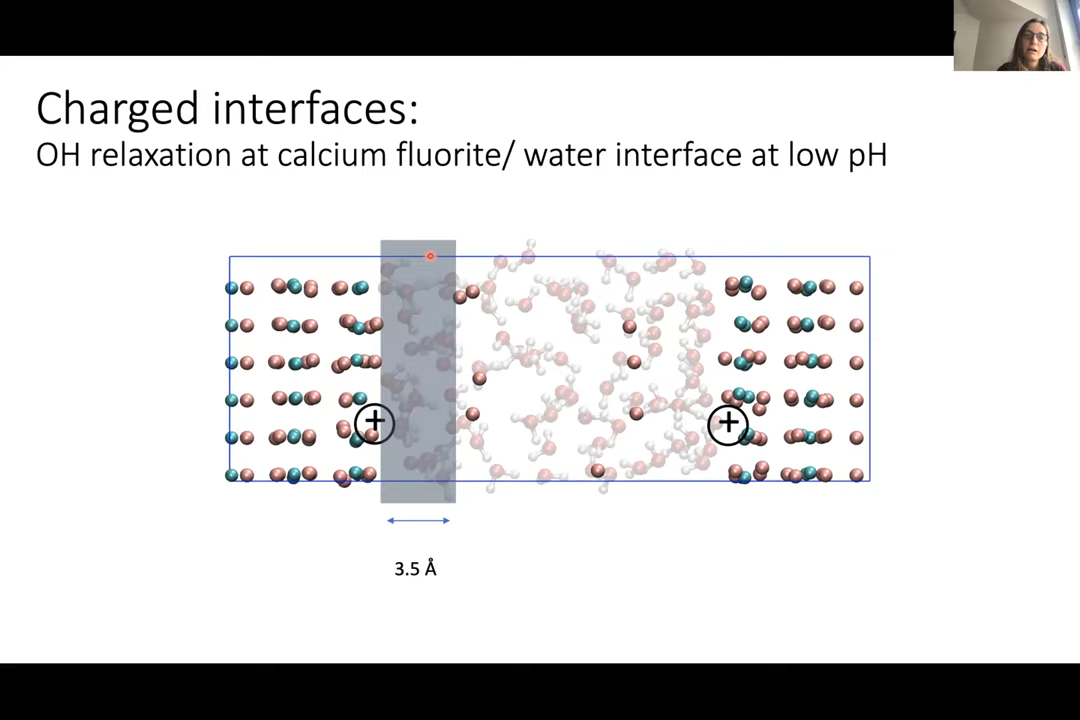 Charged interfaces:
OH relaxation at calcium fluorite/ water interface at low pH
+
+
3.5 Å